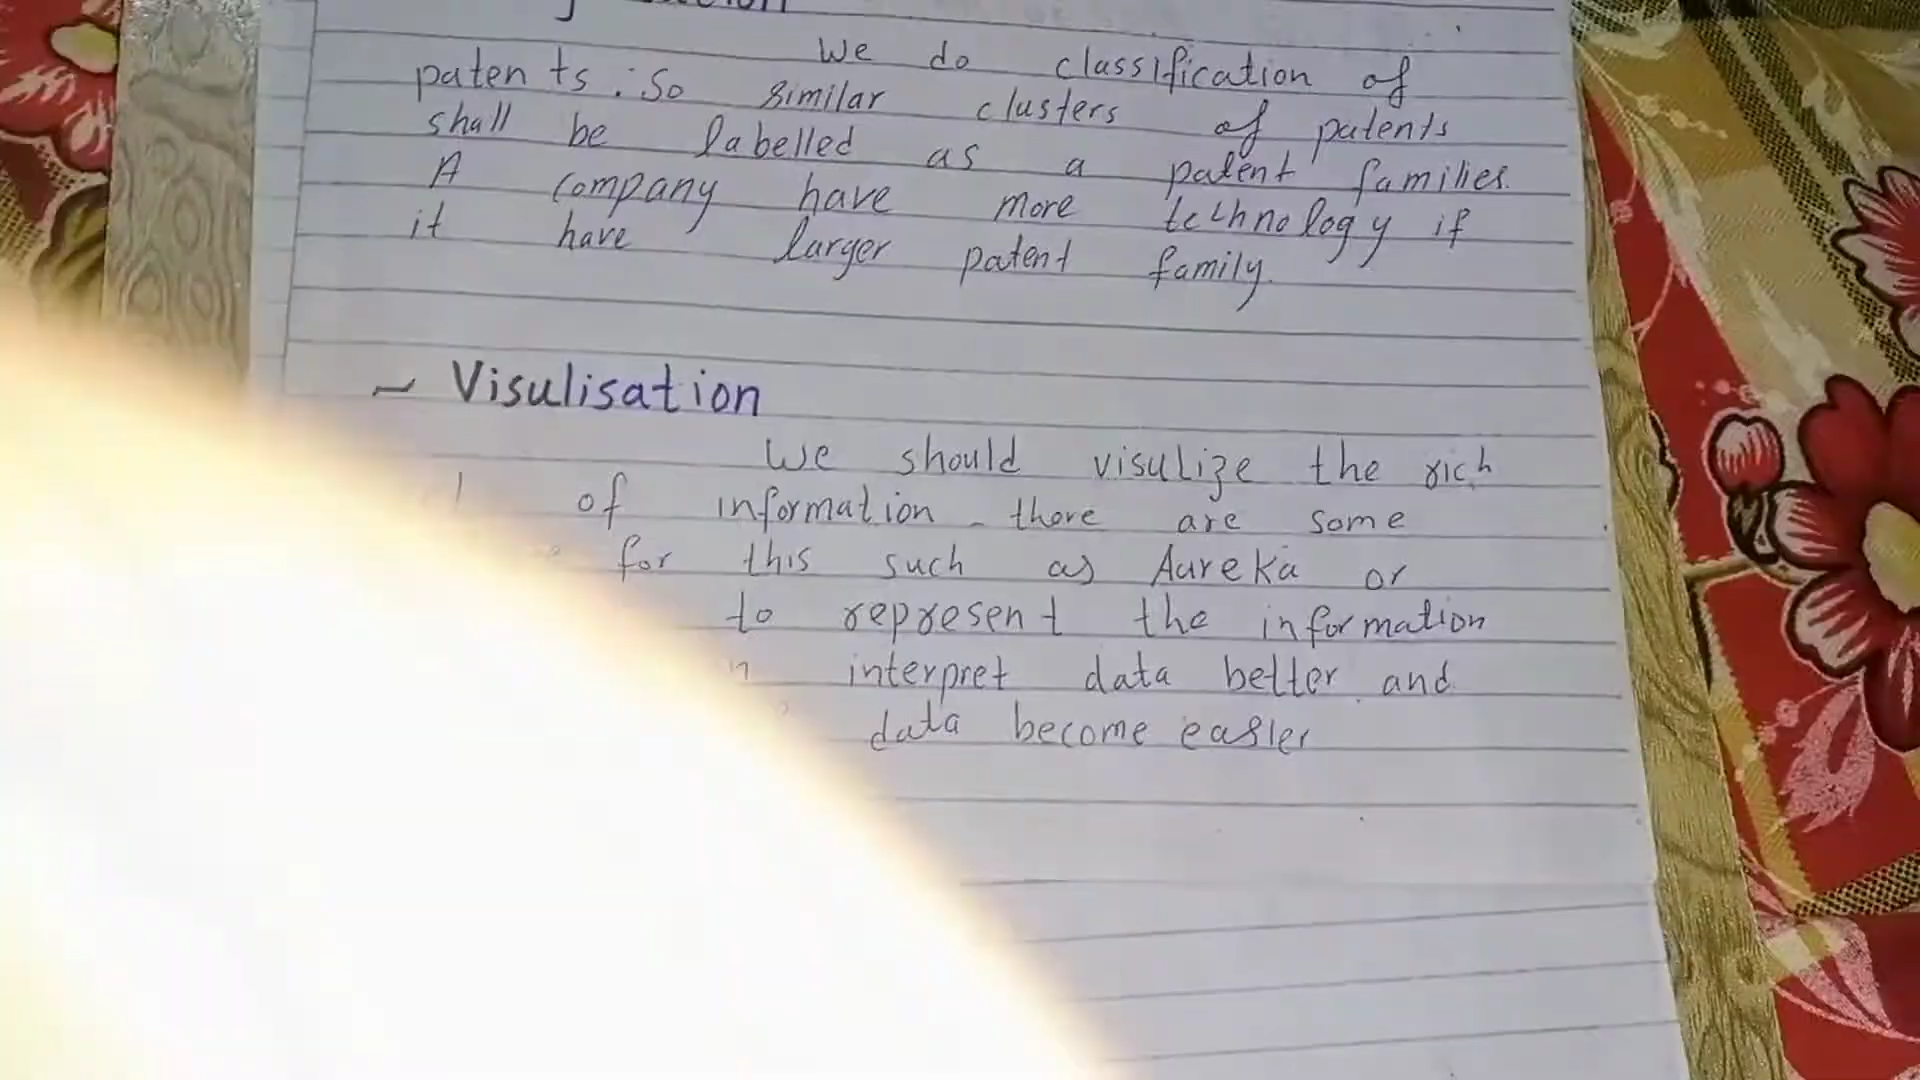 We do classification of
patents. So similar clusters of patents
shall be labelled as a patent families.
A company have more technology if
it have larger patent family.
~ Visulisation
We should visulize the rich
of information. there are some
for this such as Aureka or
to represent the information
interpret data better and
data become easier